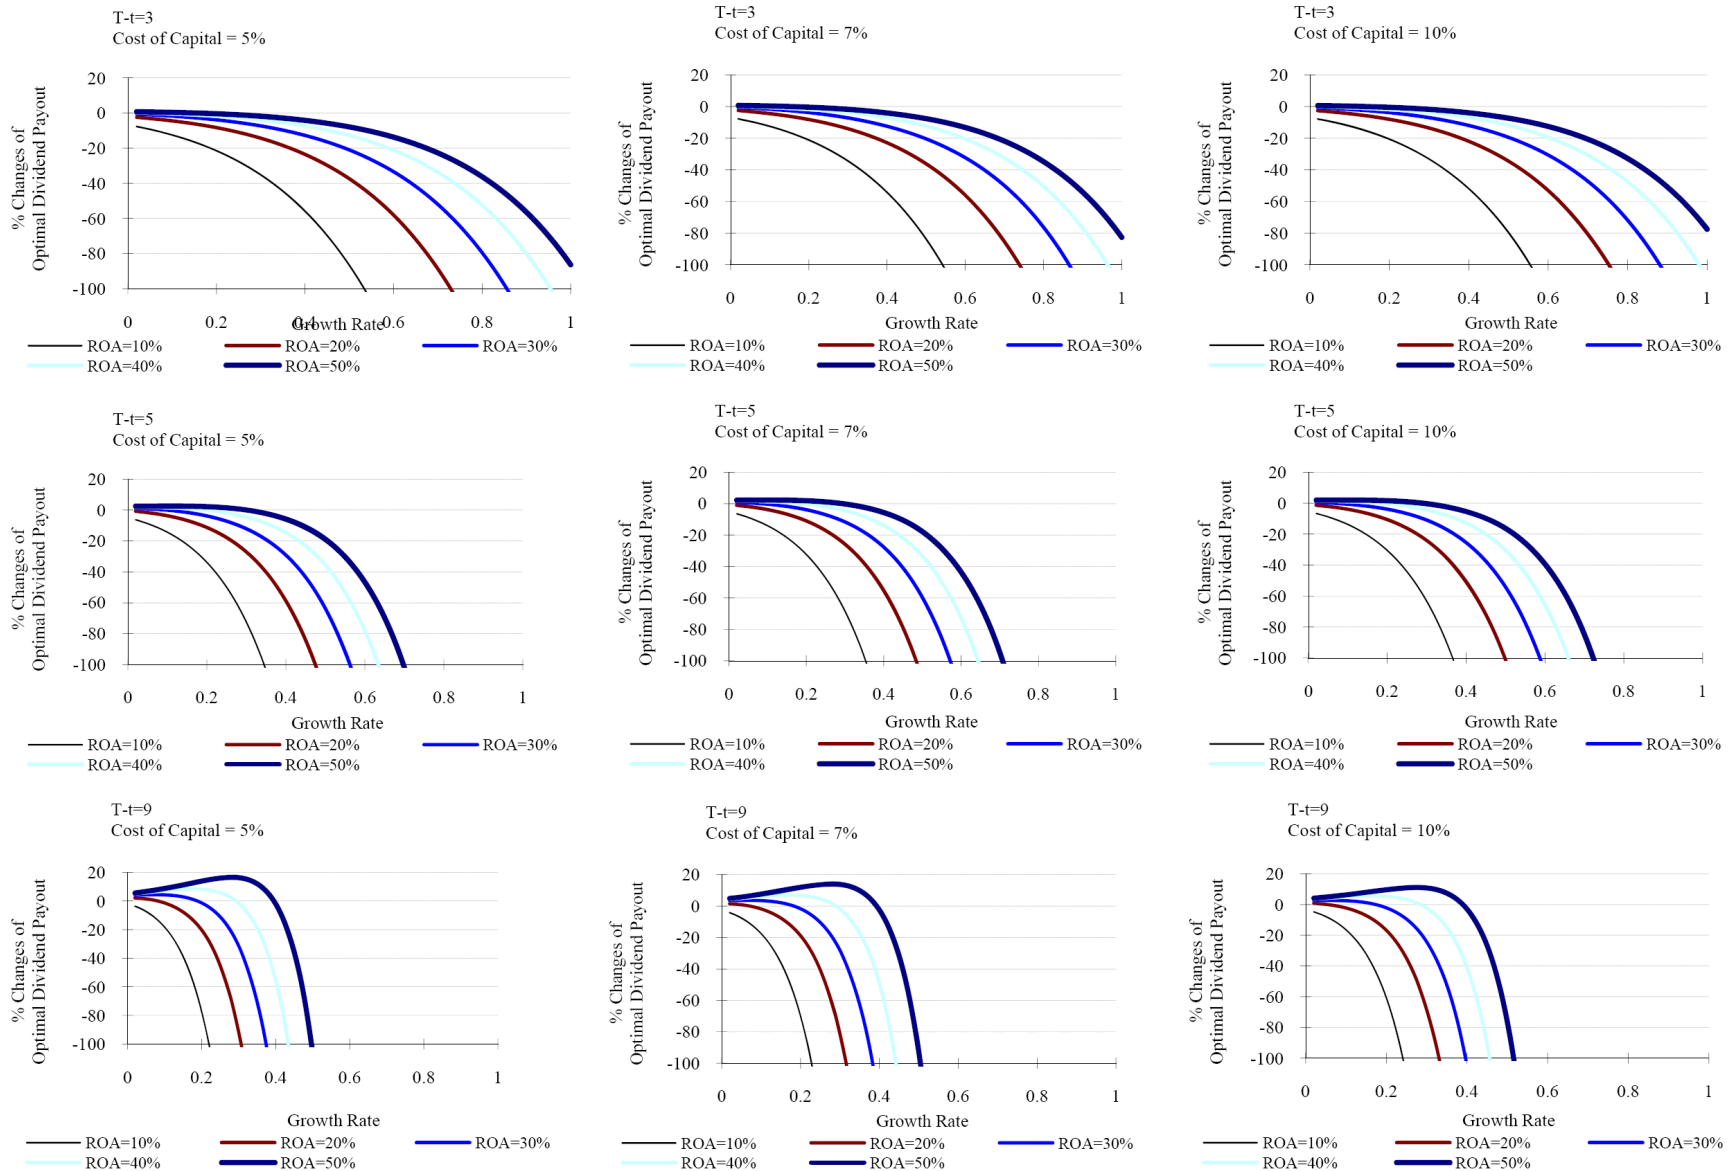 T-t=3
Cost of Capital = 5%
% Changes of
Optimal Dividend Payout
20
0
-20
-40
-60
-80
-100
0 0.2 0.4 0.6 0.8 1
Growth Rate
ROA=10% ROA=20% ROA=30%
ROA=40% ROA=50%
T-t=3
Cost of Capital = 7%
% Changes of
Optimal Dividend Payout
20
0
-20
-40
-60
-80
-100
0 0.2 0.4 0.6 0.8 1
Growth Rate
ROA=10% ROA=20% ROA=30%
ROA=40% ROA=50%
T-t=3
Cost of Capital = 10%
% Changes of
Optimal Dividend Payout
20
0
-20
-40
-60
-80
-100
0 0.2 0.4 0.6 0.8 1
Growth Rate
ROA=10% ROA=20% ROA=30%
ROA=40% ROA=50%
T-t=5
Cost of Capital = 5%
% Changes of
Optimal Dividend Payout
20
0
-20
-40
-60
-80
-100
0 0.2 0.4 0.6 0.8 1
Growth Rate
ROA=10% ROA=20% ROA=30%
ROA=40% ROA=50%
T-t=5
Cost of Capital = 7%
% Changes of
Optimal Dividend Payout
20
0
-20
-40
-60
-80
-100
0 0.2 0.4 0.6 0.8 1
Growth Rate
ROA=10% ROA=20% ROA=30%
ROA=40% ROA=50%
T-t=5
Cost of Capital = 10%
% Changes of
Optimal Dividend Payout
20
0
-20
-40
-60
-80
-100
0 0.2 0.4 0.6 0.8 1
Growth Rate
ROA=10% ROA=20% ROA=30%
ROA=40% ROA=50%
T-t=9
Cost of Capital = 5%
% Changes of
Optimal Dividend Payout
20
0
-20
-40
-60
-80
-100
0 0.2 0.4 0.6 0.8 1
Growth Rate
ROA=10% ROA=20% ROA=30%
ROA=40% ROA=50%
T-t=9
Cost of Capital = 7%
% Changes of
Optimal Dividend Payout
20
0
-20
-40
-60
-80
-100
0 0.2 0.4 0.6 0.8 1
Growth Rate
ROA=10% ROA=20% ROA=30%
ROA=40% ROA=50%
T-t=9
Cost of Capital = 10%
% Changes of
Optimal Dividend Payout
20
0
-20
-40
-60
-80
-100
0 0.2 0.4 0.6 0.8 1
Growth Rate
ROA=10% ROA=20% ROA=30%
ROA=40% ROA=50%